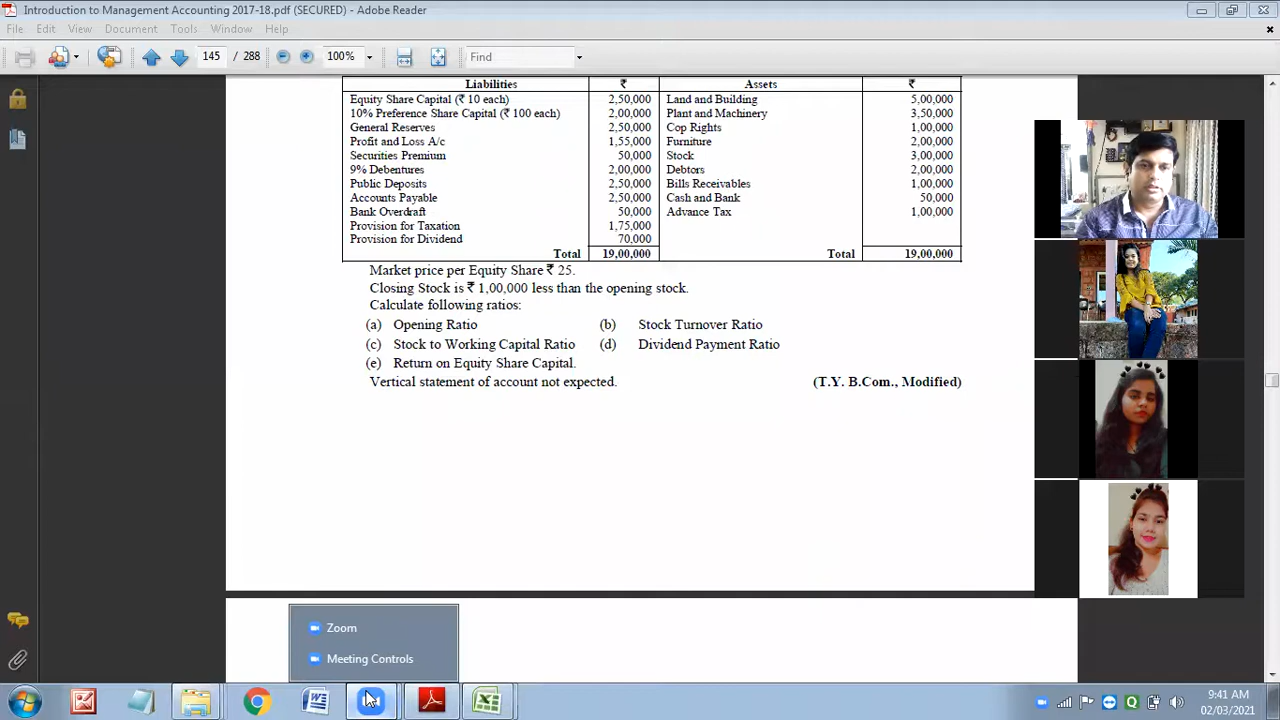 Introduction to Management Accounting 2017-18.pdf (SECURED) - Adobe Reader
File Edit View Document Tools Window Help
145 / 288 100% Find
Liabilities ₹ Assets ₹
Equity Share Capital (₹ 10 each) 2,50,000 Land and Building 5,00,000
10% Preference Share Capital (₹ 100 each) 2,00,000 Plant and Machinery 3,50,000
General Reserves 2,50,000 Cop Rights 1,00,000
Profit and Loss A/c 1,55,000 Furniture 2,00,000
Securities Premium 50,000 Stock 3,00,000
9% Debentures 2,00,000 Debtors 2,00,000
Public Deposits 2,50,000 Bills Receivables 1,00,000
Accounts Payable 2,50,000 Cash and Bank 50,000
Bank Overdraft 50,000 Advance Tax 1,00,000
Provision for Taxation 1,75,000
Provision for Dividend 70,000
Total 19,00,000 Total 19,00,000
Market price per Equity Share ₹ 25.
Closing Stock is ₹ 1,00,000 less than the opening stock.
Calculate following ratios:
(a) Opening Ratio (b) Stock Turnover Ratio
(c) Stock to Working Capital Ratio (d) Dividend Payment Ratio
(e) Return on Equity Share Capital.
Vertical statement of account not expected. (T.Y. B.Com., Modified)
Zoom
Meeting Controls
9:41 AM
02/03/2021